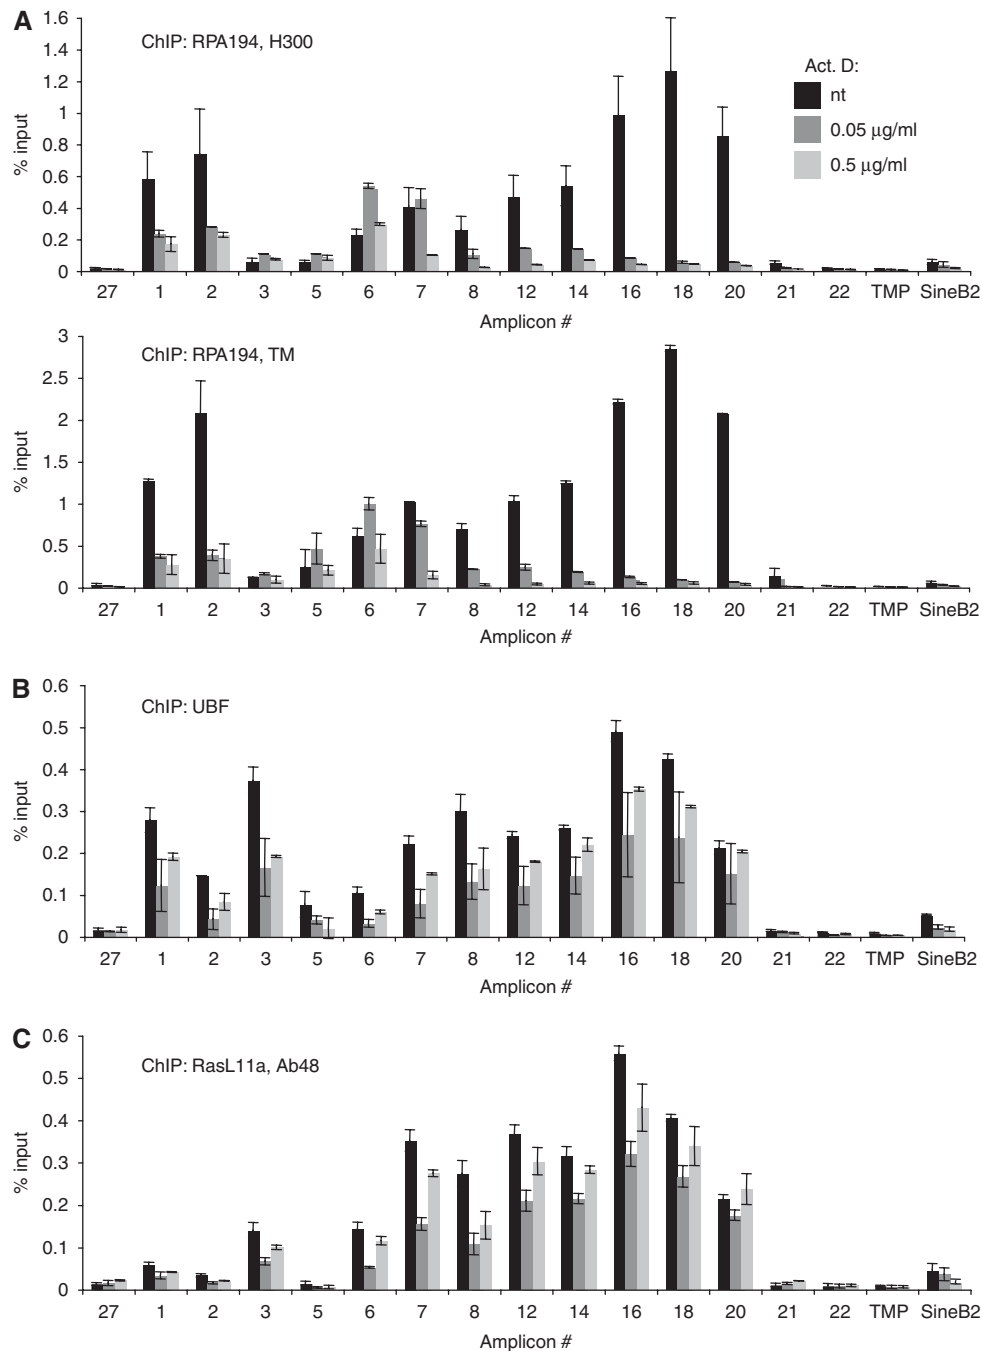 A
ChIP: RPA194, H300
Act. D:
nt
0.05 μg/ml
0.5 μg/ml
% input
1.6
1.4
1.2
1
0.8
0.6
0.4
0.2
0
27 1 2 3 5 6 7 8 12 14 16 18 20 21 22 TMP SineB2
Amplicon #
ChIP: RPA194, TM
% input
3
2.5
2
1.5
1
0.5
0
27 1 2 3 5 6 7 8 12 14 16 18 20 21 22 TMP SineB2
Amplicon #
B
ChIP: UBF
% input
0.6
0.5
0.4
0.3
0.2
0.1
0
27 1 2 3 5 6 7 8 12 14 16 18 20 21 22 TMP SineB2
Amplicon #
C
ChIP: RasL11a, Ab48
% input
0.6
0.5
0.4
0.3
0.2
0.1
0
27 1 2 3 5 6 7 8 12 14 16 18 20 21 22 TMP SineB2
Amplicon #